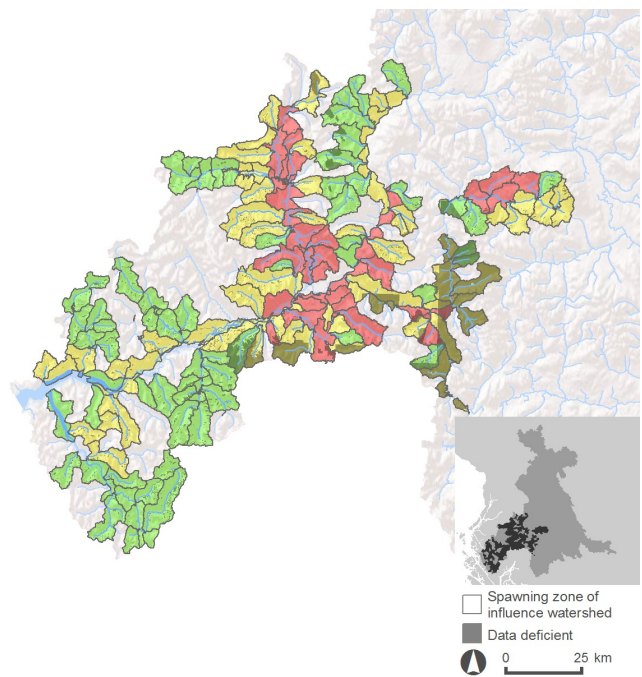 Spawning zone of
influence watershed
Data deficient
0 25 km